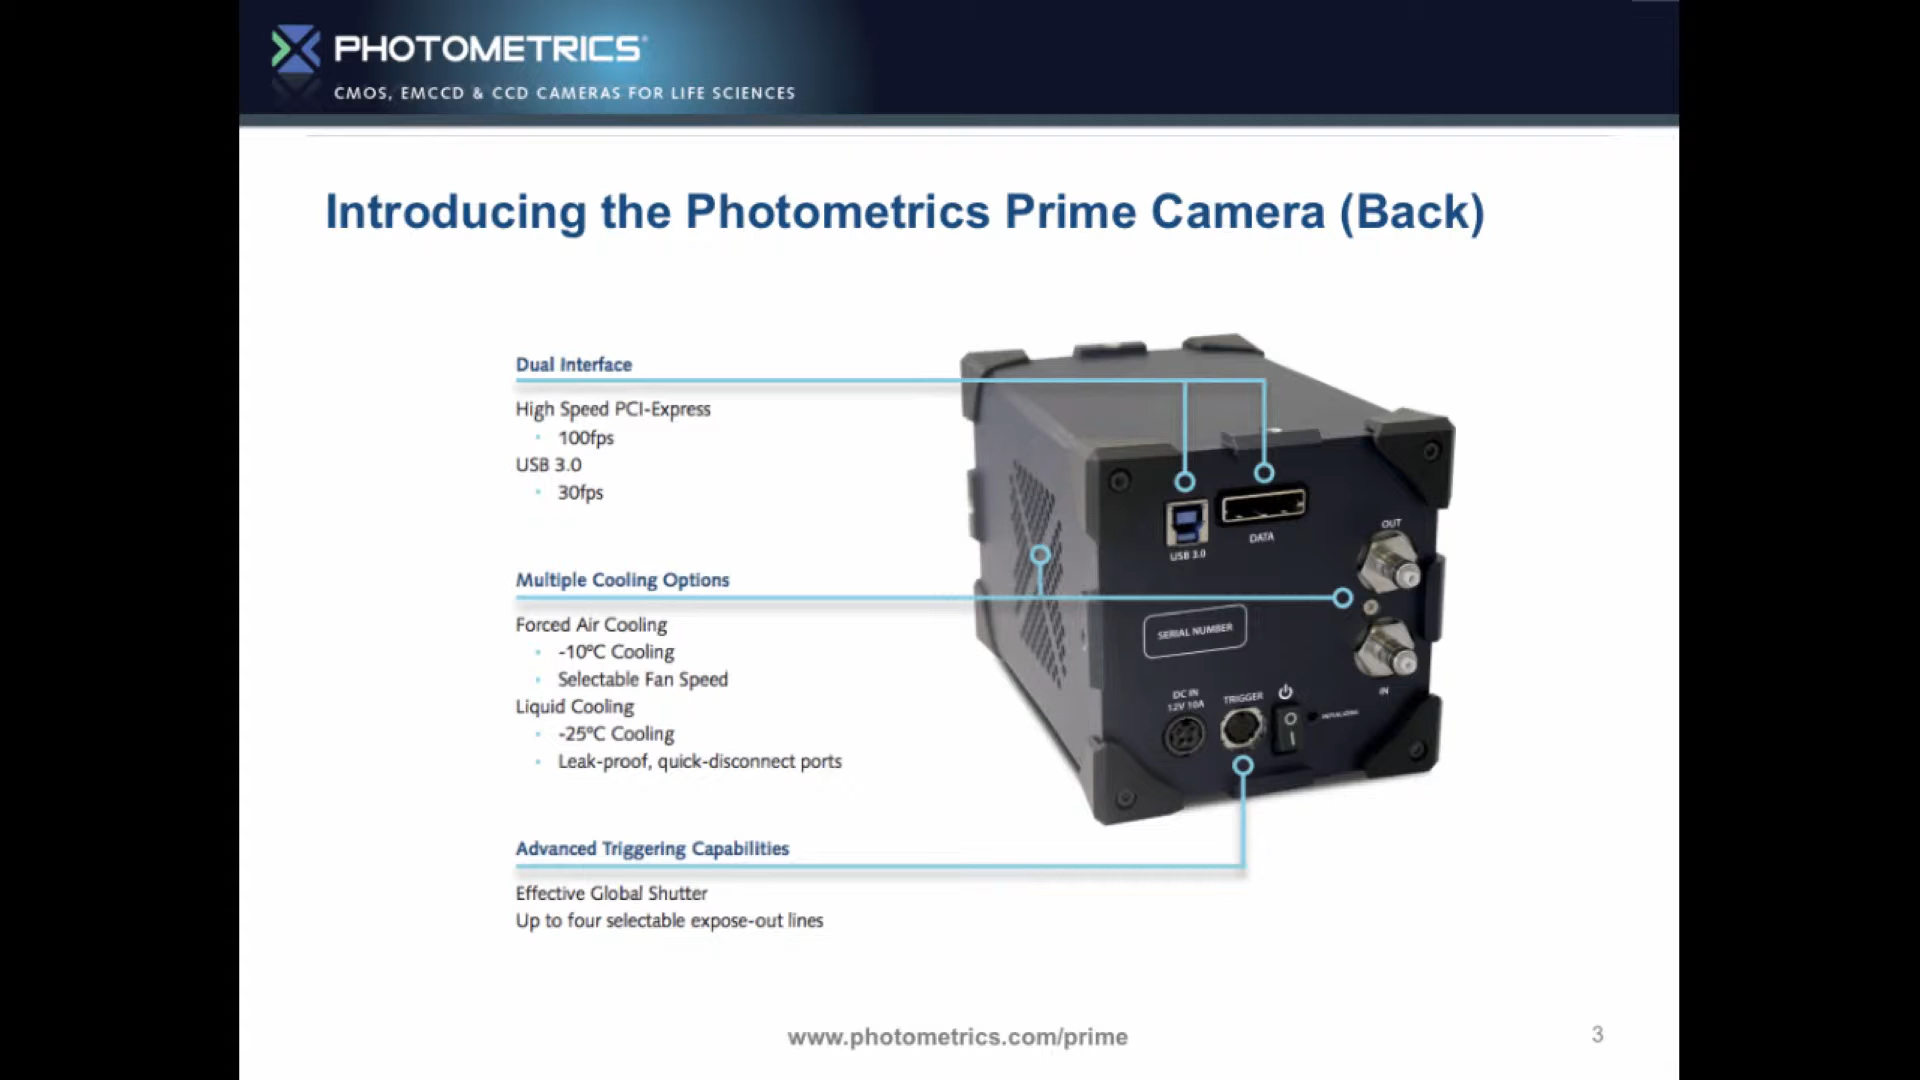 PHOTOMETRICS
CMOS, EMCCD & CCD CAMERAS FOR LIFE SCIENCES
Introducing the Photometrics Prime Camera (Back)
Dual Interface
High Speed PCI-Express
• 100fps
USB 3.0
• 30fps
Multiple Cooling Options
Forced Air Cooling
• -10°C Cooling
• Selectable Fan Speed
Liquid Cooling
• -25°C Cooling
• Leak-proof, quick-disconnect ports
Advanced Triggering Capabilities
Effective Global Shutter
Up to four selectable expose-out lines
USB 3.0
DATA
OUT
SERIAL NUMBER
IN
DC IN
12V 10A
TRIGGER
www.photometrics.com/prime
3